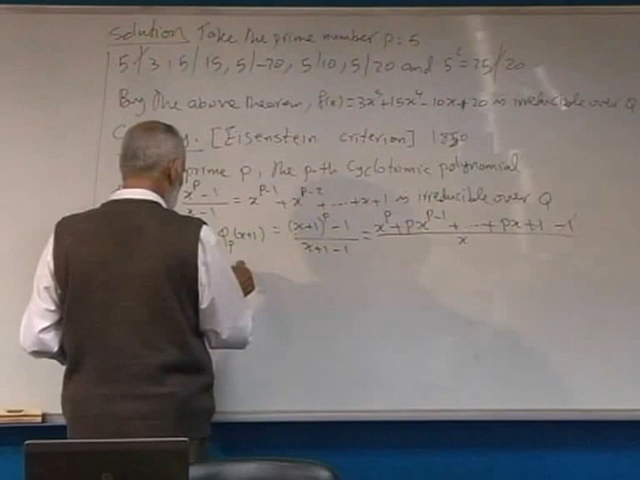 Solution Take the prime number p = 5
5 ∤ 3, 5 | 15, 5 | -20, 5 | 10, 5 | 20 and 5² = 25 ∤ 20
By the above theorem, f(x) = 3x⁵ + 15x⁴ - 10x + 20 is irreducible over Q
[Eisenstein criterion] 1850
prime p, the p-th cyclotomic polynomial
x^p - 1 / x - 1 = x^(p-1) + x^(p-2) + ... + x + 1 is irreducible over Q
φ_p(x+1) = (x+1)^p - 1 / x+1-1 = x^p + px^(p-1) + ... + px + 1 - 1 / x